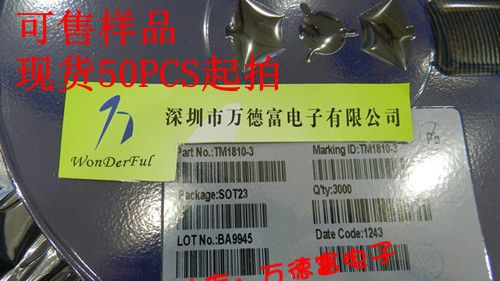 可售样品
现货50PCS起拍
深圳市万德富电子有限公司
WonDerFul
Part No.:TM1810-3
Marking ID:TM1810-3
Package:SOT23
Q'ty:3000
LOT No.:BA9945
Date Code:1243
万德富电子